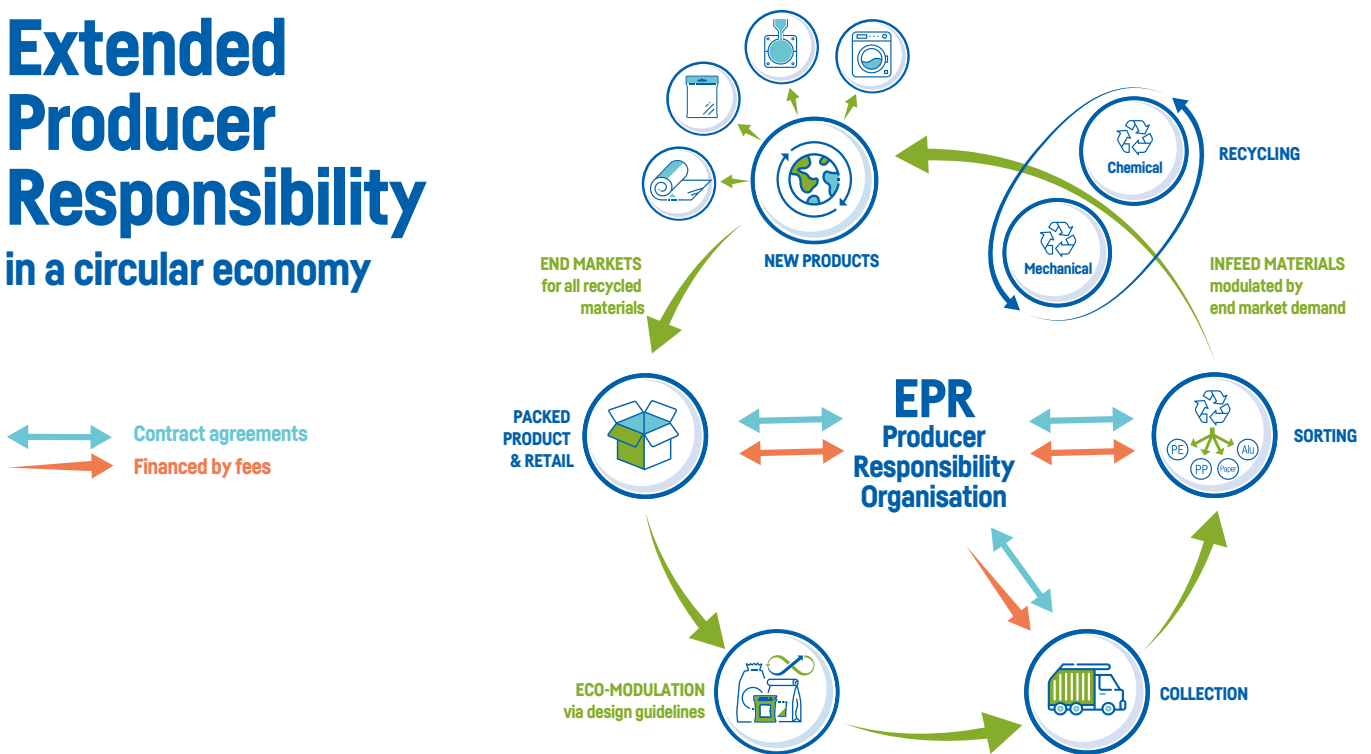 Extended
Producer
Responsibility
in a circular economy
Contract agreements
Financed by fees
NEW PRODUCTS
Chemical
Mechanical
RECYCLING
END MARKETS
for all recycled
materials
INFEED MATERIALS
modulated by
end market demand
PACKED
PRODUCT
& RETAIL
EPR
Producer
Responsibility
Organisation
PE
PP
Paper
Alu
SORTING
ECO-MODULATION
via design guidelines
COLLECTION